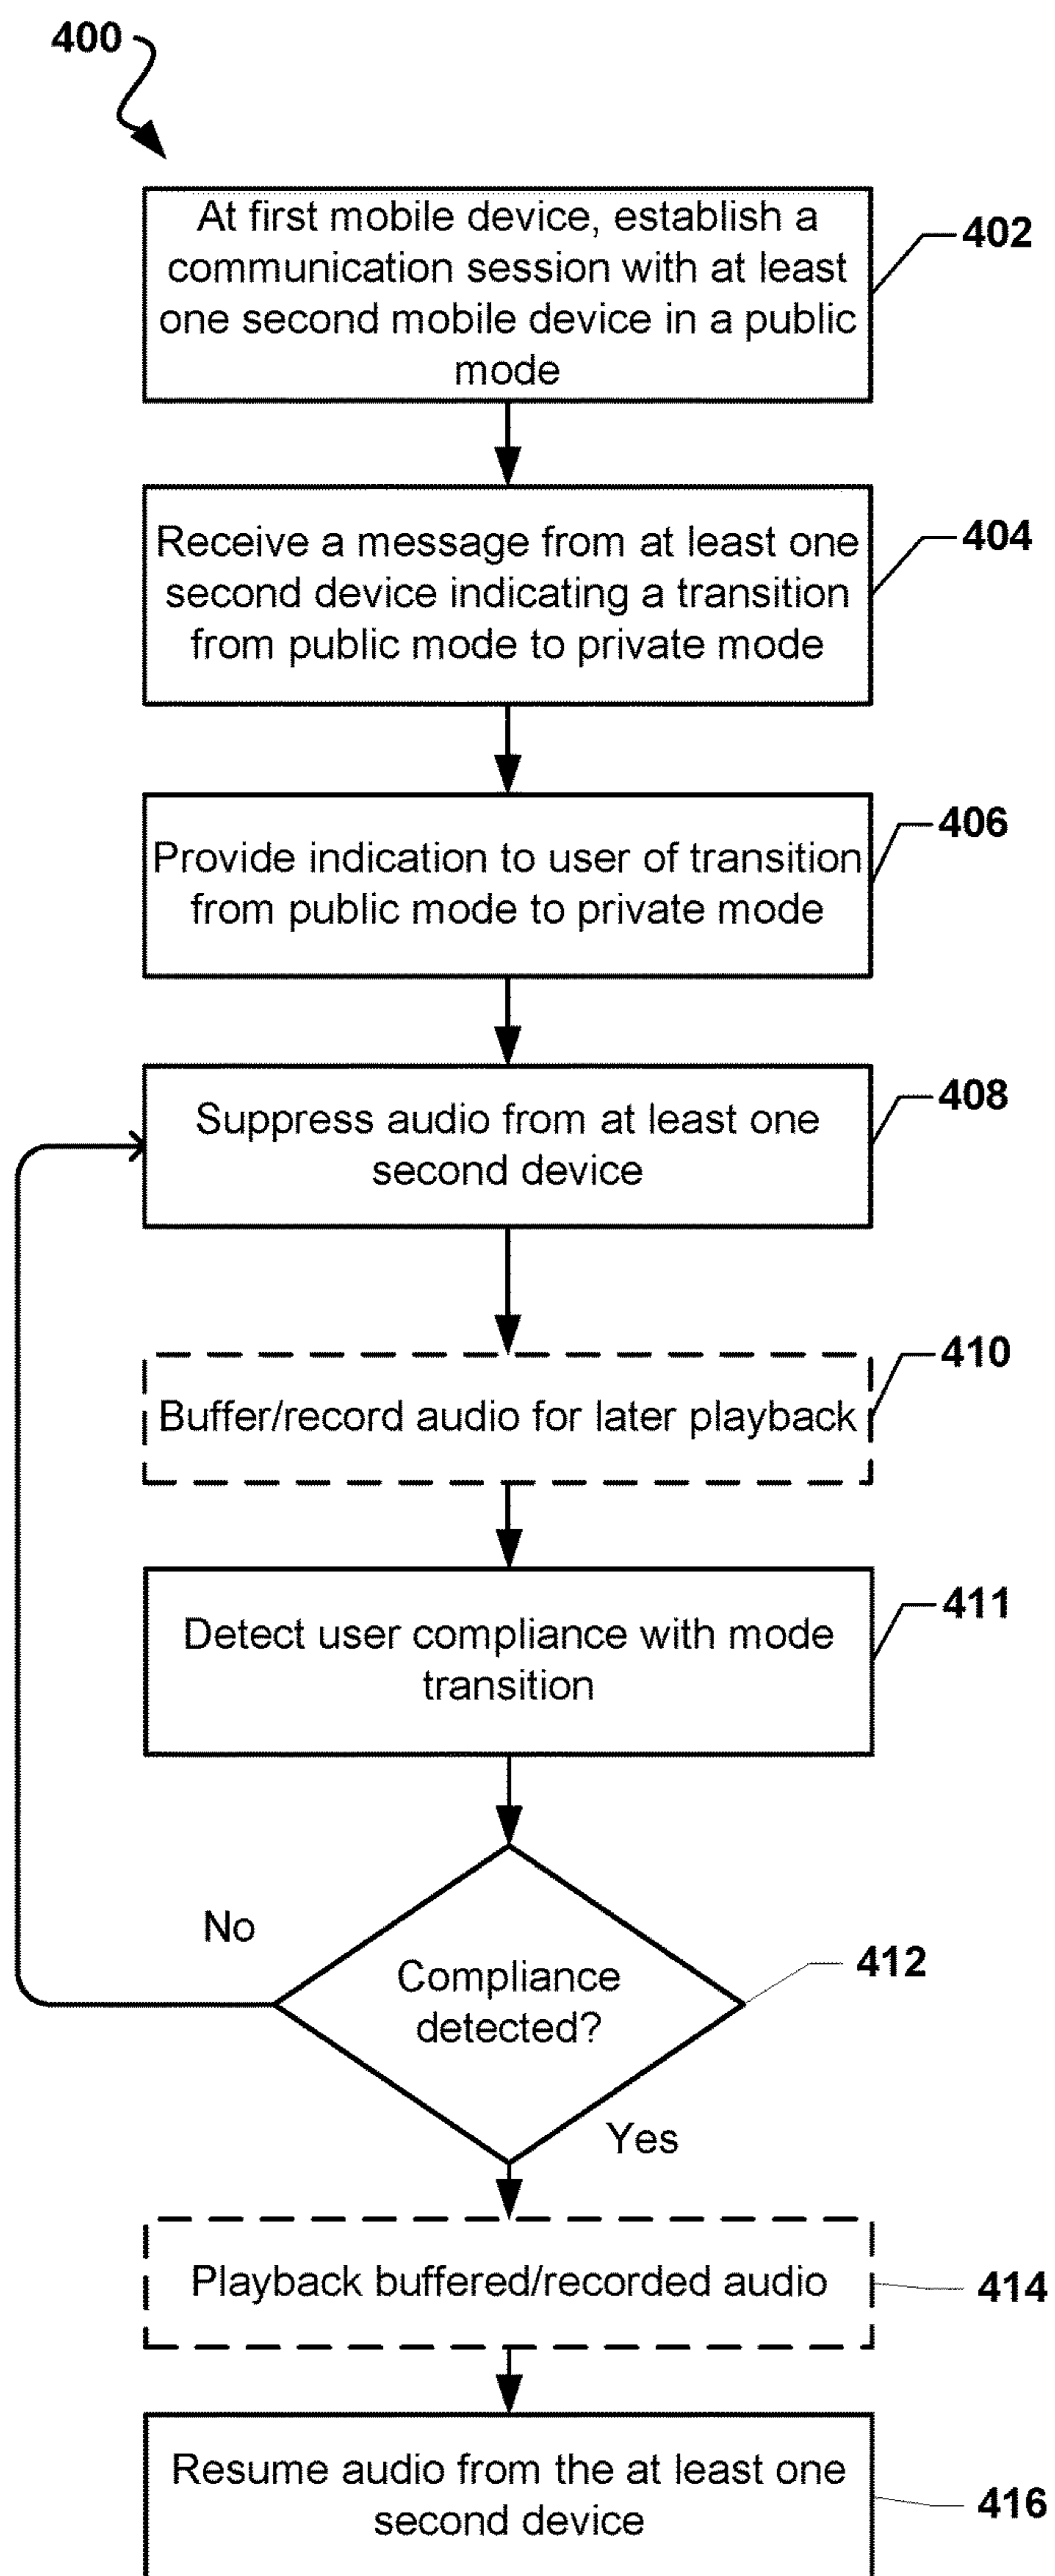 400
At first mobile device, establish a
communication session with at least
one second mobile device in a public
mode
402
Receive a message from at least one
second device indicating a transition
from public mode to private mode
404
Provide indication to user of transition
from public mode to private mode
406
Suppress audio from at least one
second device
408
Buffer/record audio for later playback
410
Detect user compliance with mode
transition
411
No
Compliance
detected?
412
Yes
Playback buffered/recorded audio
414
Resume audio from the at least one
second device
416